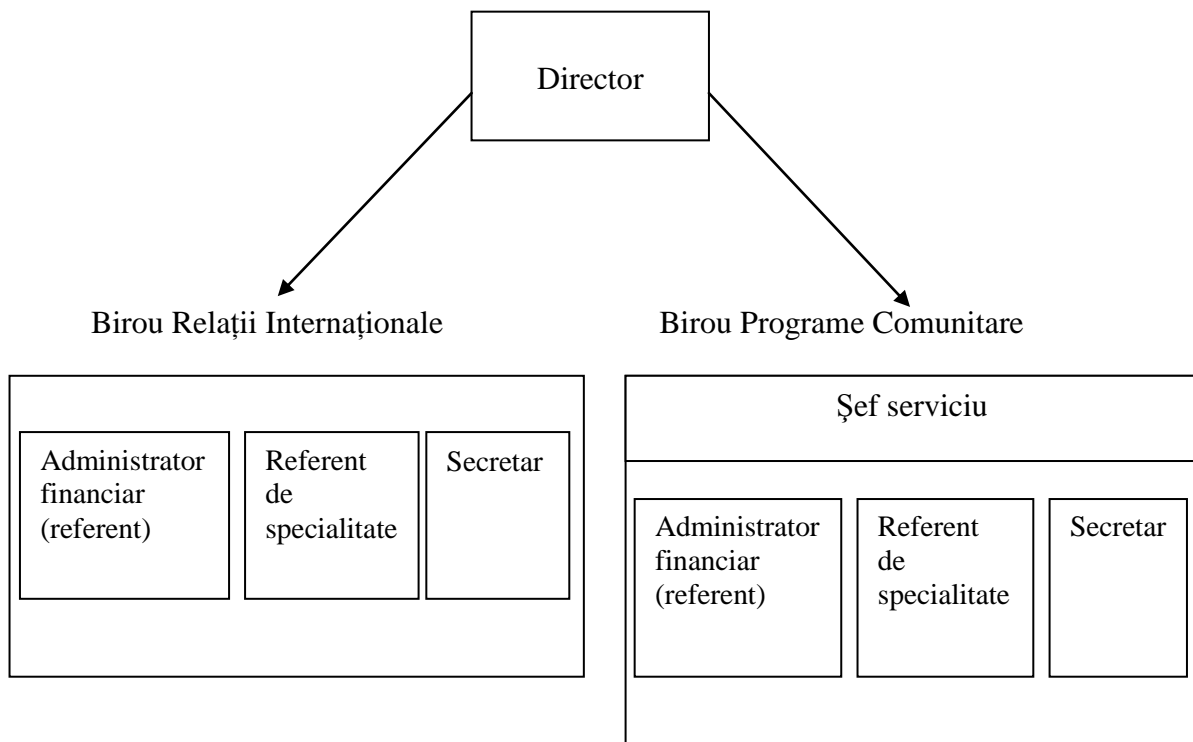 Director
Birou Relații Internaționale
Birou Programe Comunitare
Administrator
financiar
(referent)
Referent
de
specialitate
Secretar
Şef serviciu
Administrator
financiar
(referent)
Referent
de
specialitate
Secretar